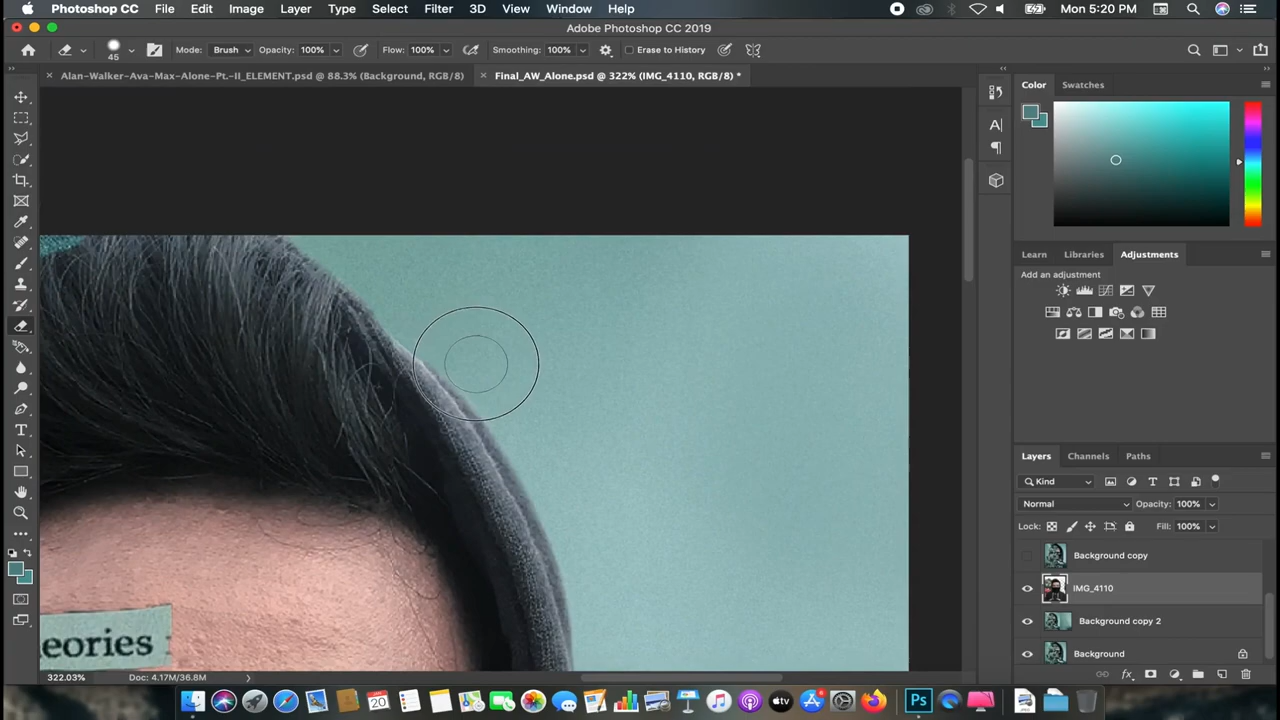 Photoshop CC File Edit Image Layer Type Select Filter 3D View Window Help Mon 5:20 PM
Adobe Photoshop CC 2019
45 Mode: Brush Opacity: 100% Flow: 100% Smoothing: 100% Erase to History
Alan-Walker-Ava-Max-Alone-Pt.-II_ELEMENT.psd @ 88.3% (Background, RGB/8) Final_AW_Alone.psd @ 322% (IMG_4110, RGB/8) *
Color Swatches
Learn Libraries Adjustments
Add an adjustment
Layers Channels Paths
Kind
Normal Opacity: 100%
Lock: Fill: 100%
Background copy
IMG_4110
Background copy 2
Background
eories
322.03% Doc: 4.17M/36.8M